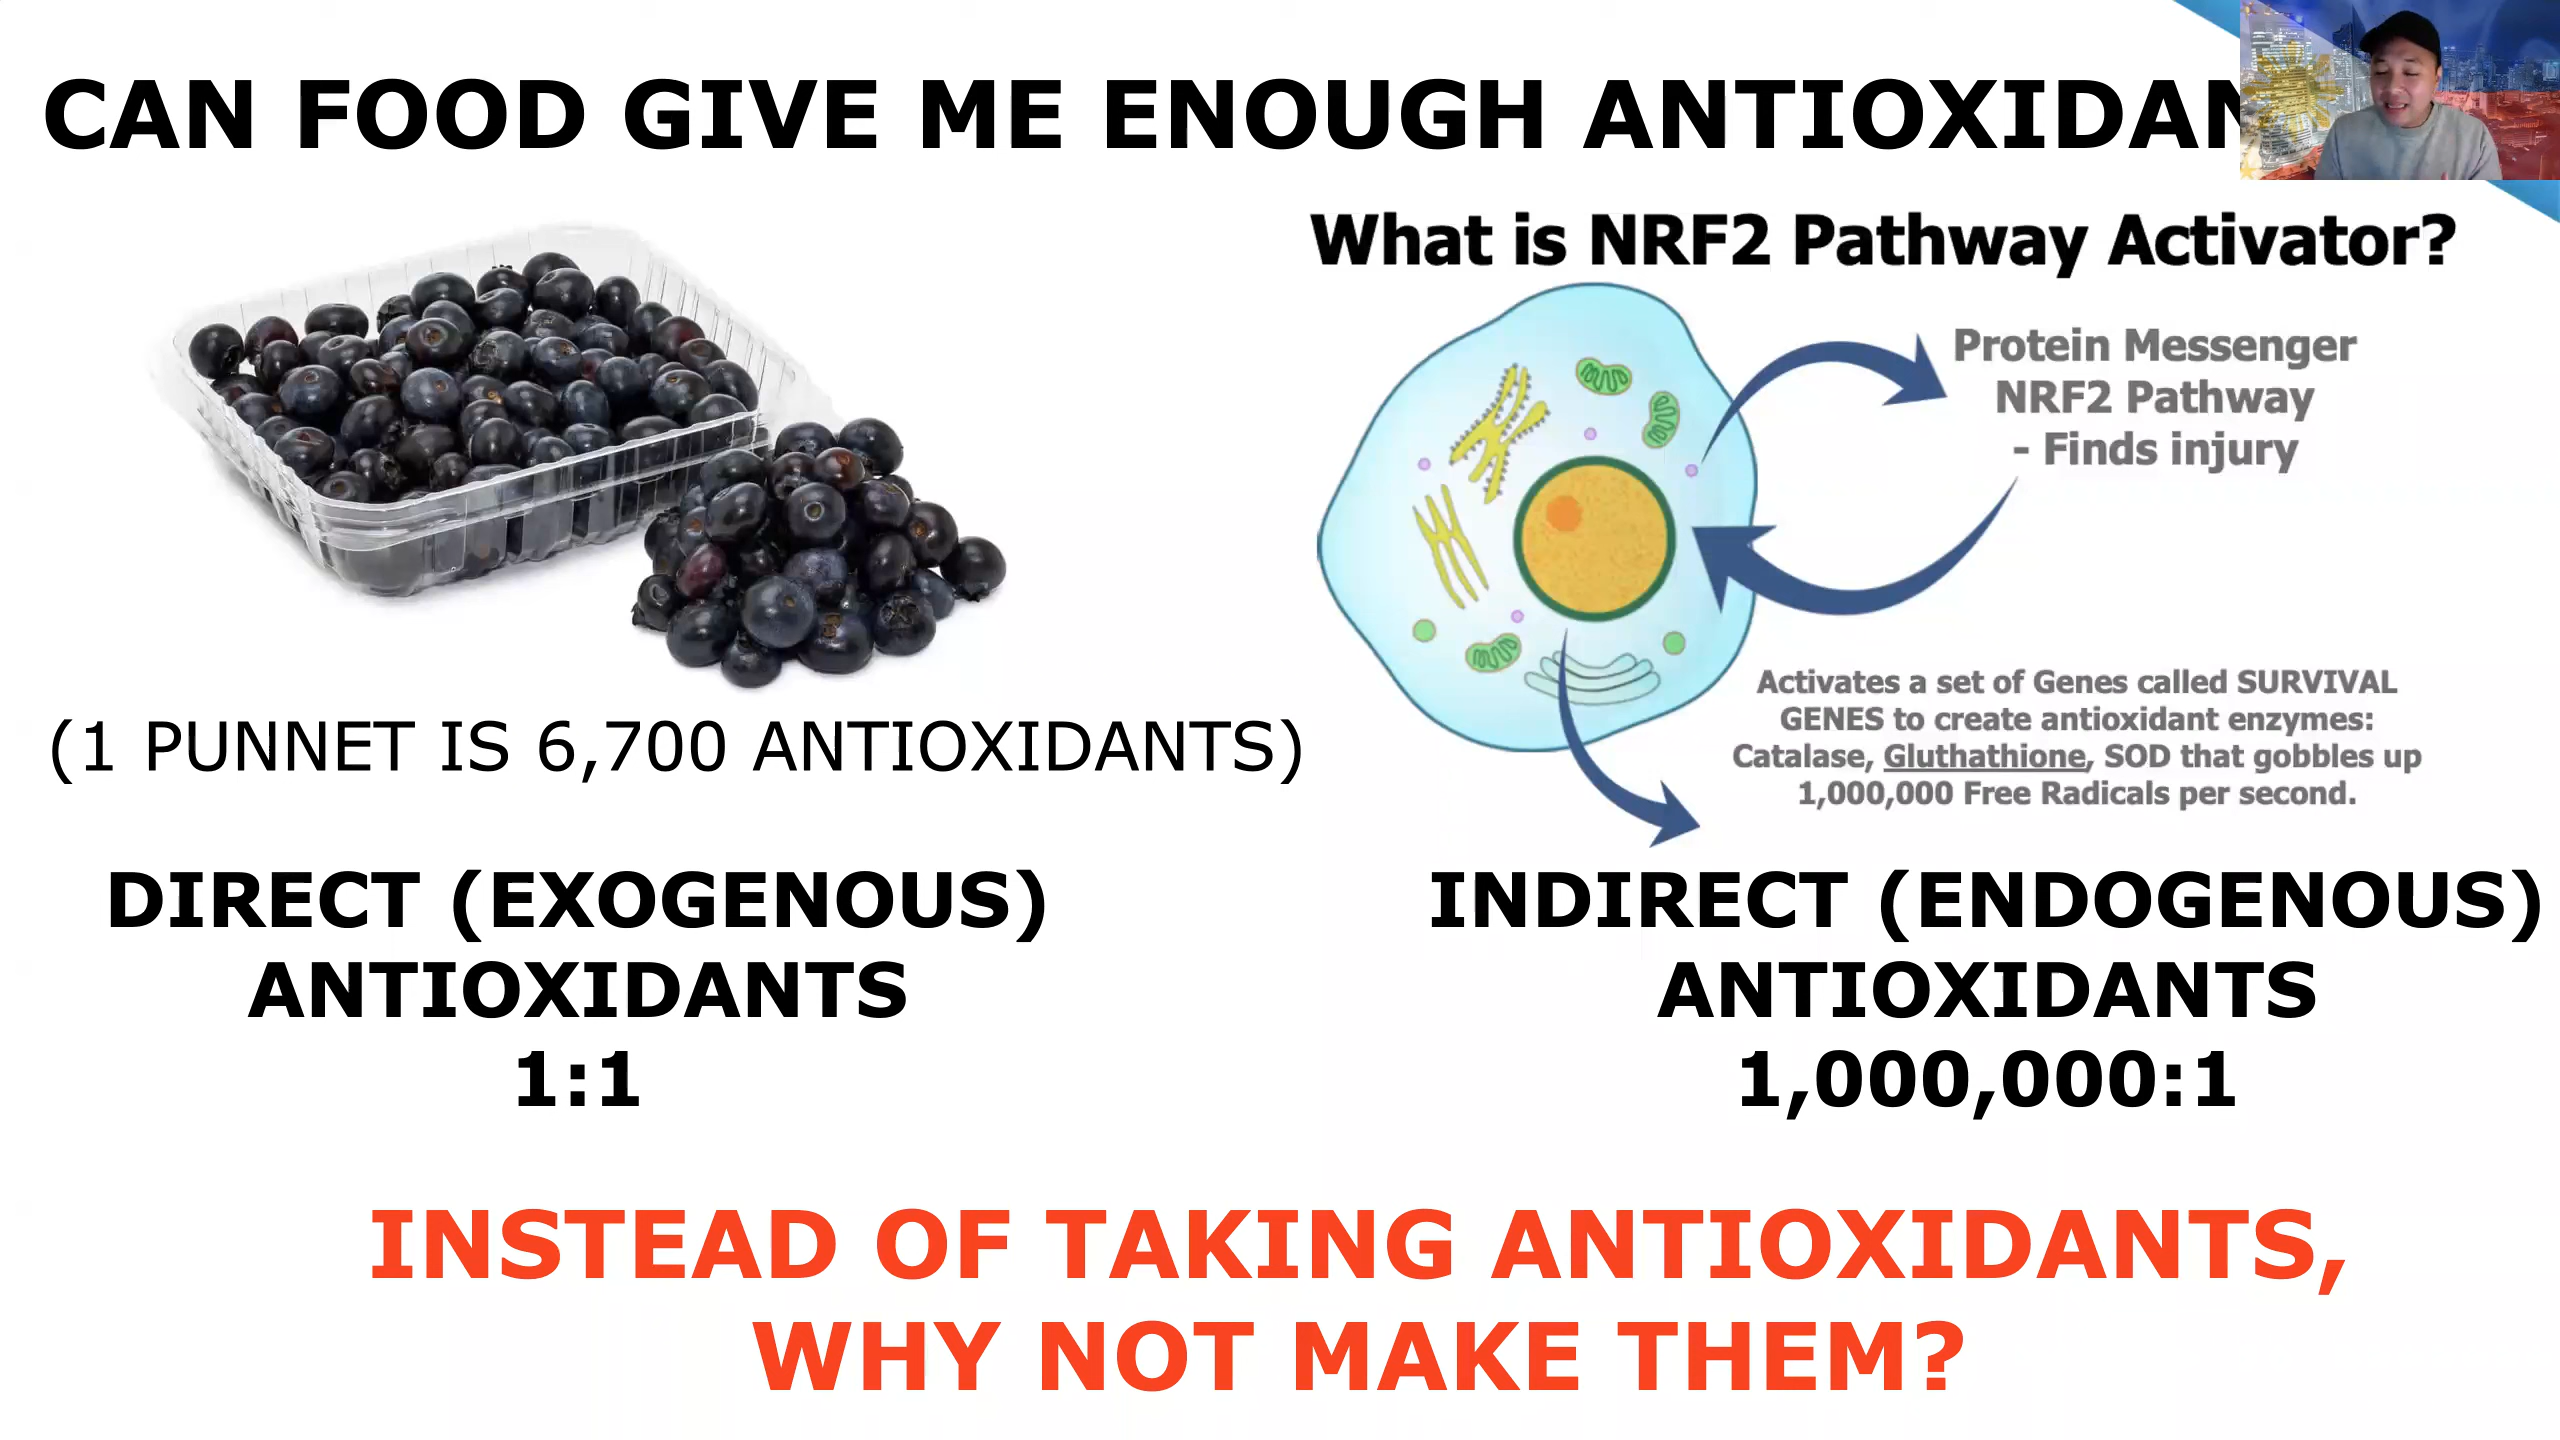 CAN FOOD GIVE ME ENOUGH ANTIOXIDAN
What is NRF2 Pathway Activator?
Protein Messenger
NRF2 Pathway
- Finds injury
Activates a set of Genes called SURVIVAL
GENES to create antioxidant enzymes:
Catalase, Gluthathione, SOD that gobbles up
1,000,000 Free Radicals per second.
(1 PUNNET IS 6,700 ANTIOXIDANTS)
DIRECT (EXOGENOUS)
ANTIOXIDANTS
1:1
INDIRECT (ENDOGENOUS)
ANTIOXIDANTS
1,000,000:1
INSTEAD OF TAKING ANTIOXIDANTS,
WHY NOT MAKE THEM?